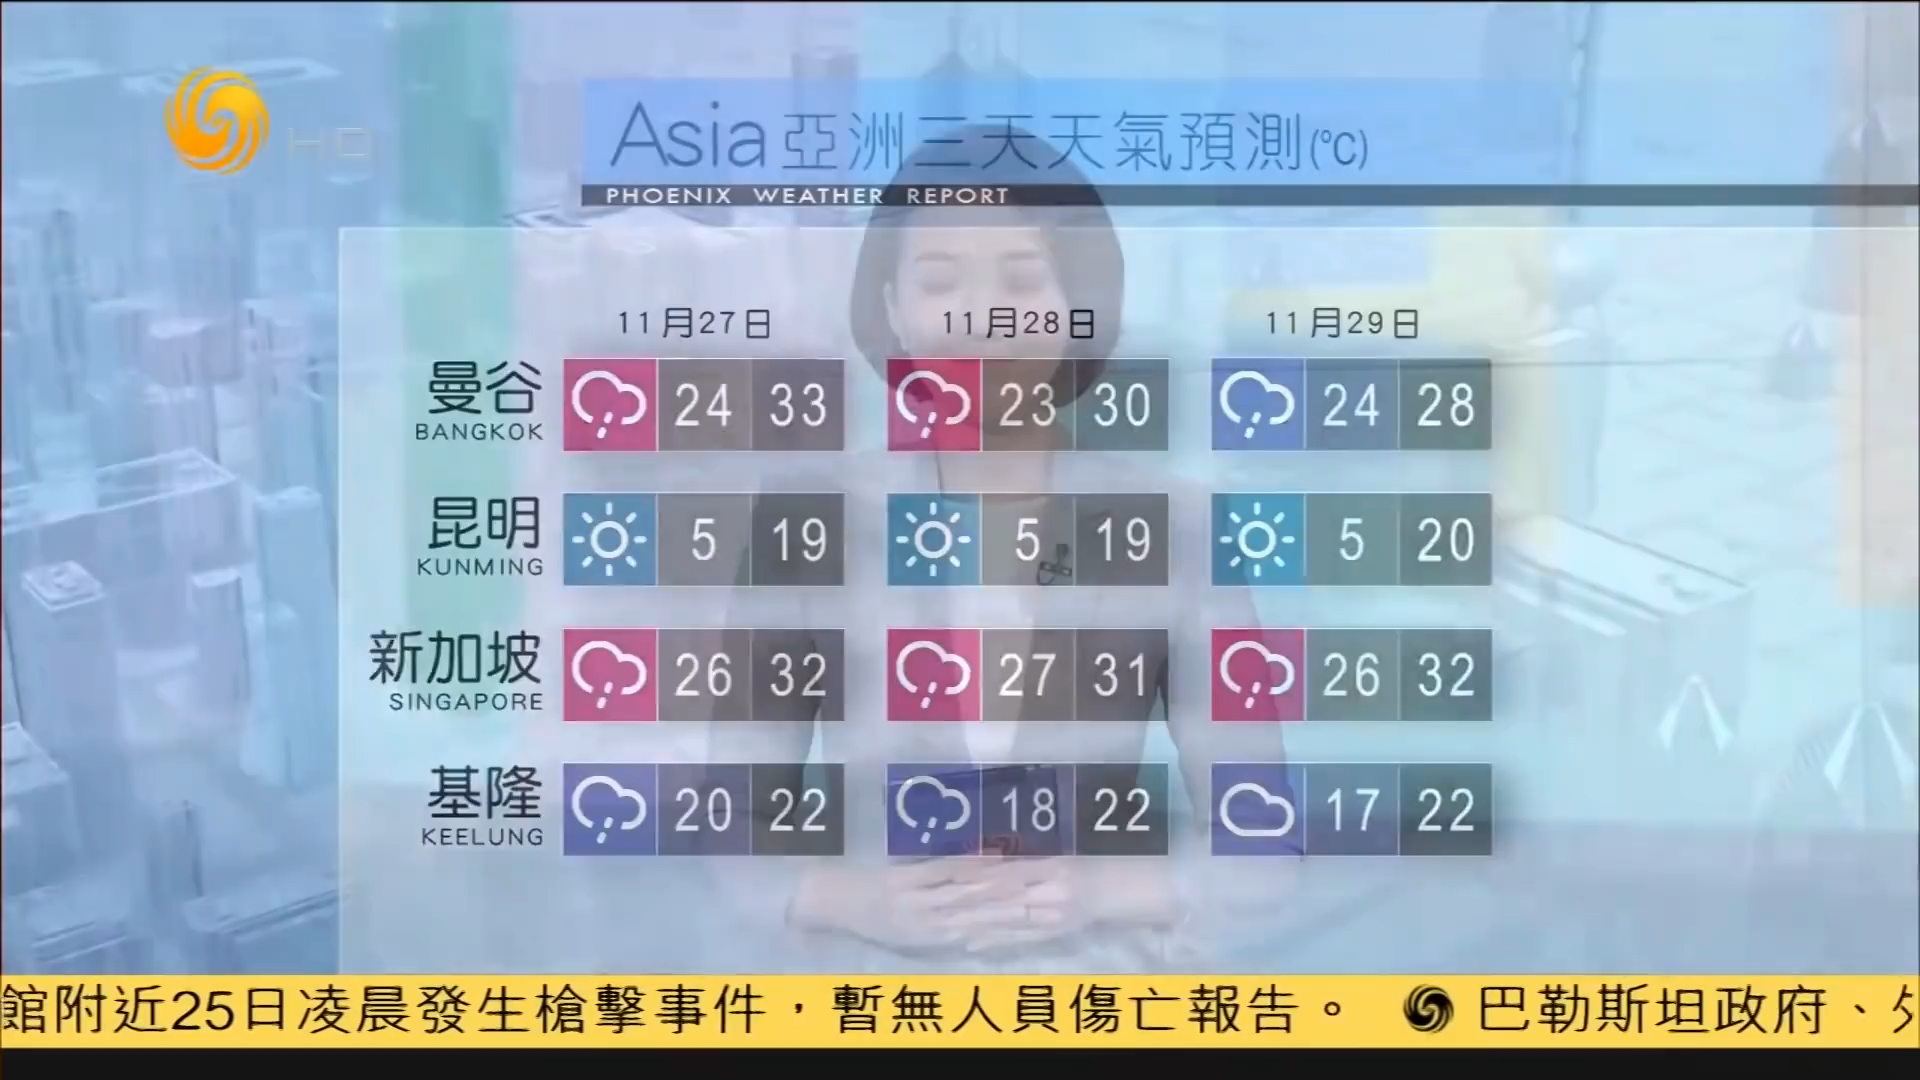 HD
Asia 亞洲三天天氣預測(℃)
PHOENIX WEATHER REPORT
11月27日 11月28日 11月29日
曼谷 24 33 23 30 24 28
BANGKOK
昆明 5 19 5 19 5 20
KUNMING
新加坡 26 32 27 31 26 32
SINGAPORE
基隆 20 22 18 22 17 22
KEELUNG
館附近25日凌晨發生槍擊事件，暫無人員傷亡報告。 巴勒斯坦政府、